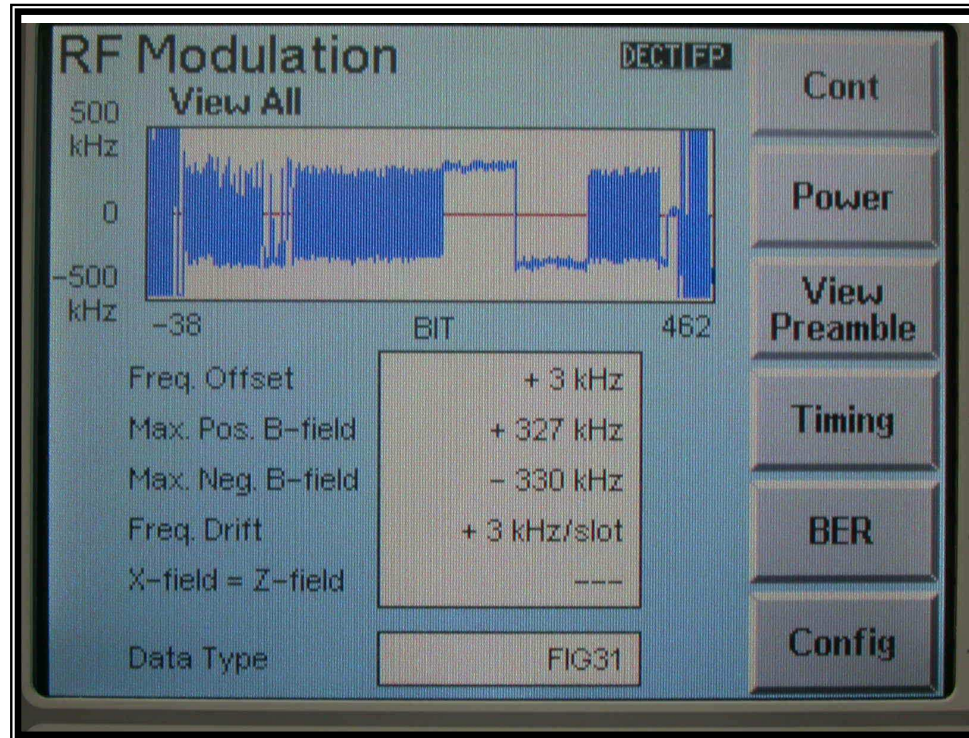 RF Modulation
DECT FP
View All
500
kHz
0
-500
kHz
-38 BIT 462
Freq. Offset + 3 kHz
Max. Pos. B-field + 327 kHz
Max. Neg. B-field - 330 kHz
Freq. Drift + 3 kHz/slot
X-field = Z-field ---
Data Type FIG31
Cont
Power
View
Preamble
Timing
BER
Config